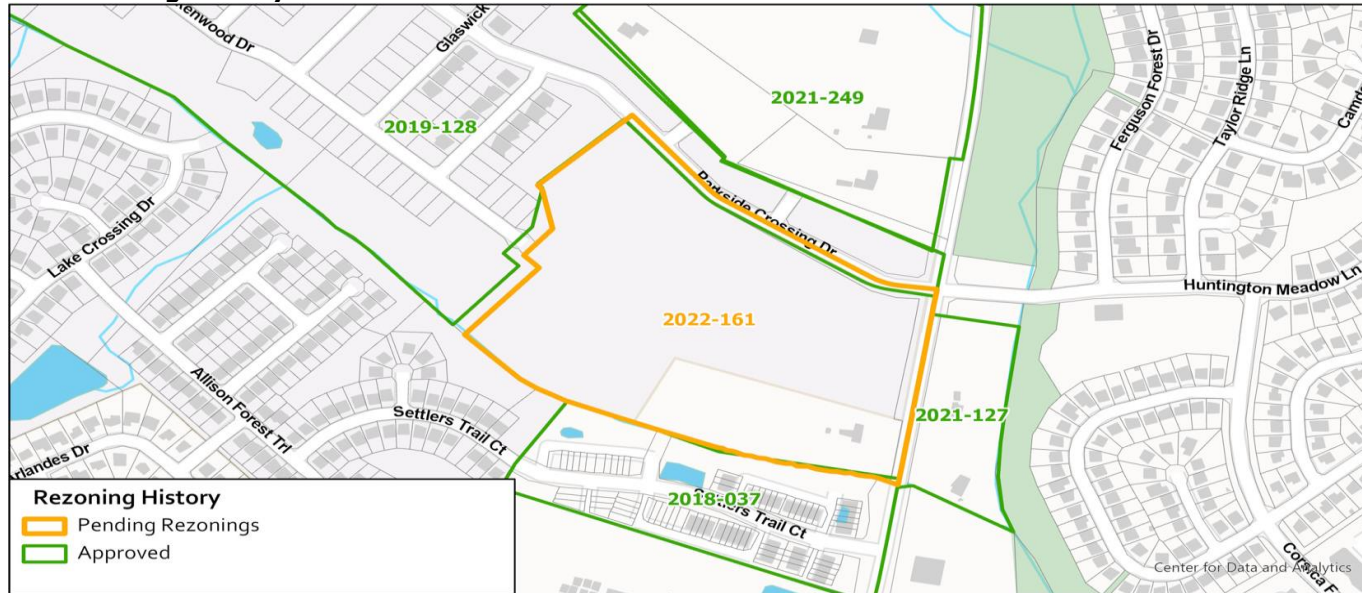 Glaswick
2021-249
2019-128
Ferguson Forest Dr
Taylor Ridge Ln
Parkside Crossing Dr
Lake Crossing Dr
Huntington Meadow Ln
2022-161
Allison Forest Trl
Settlers Trail Ct
2021-127
2018-037
Settlers Trail Ct
Rezoning History
Pending Rezonings
Approved
Center for Data and Analytics